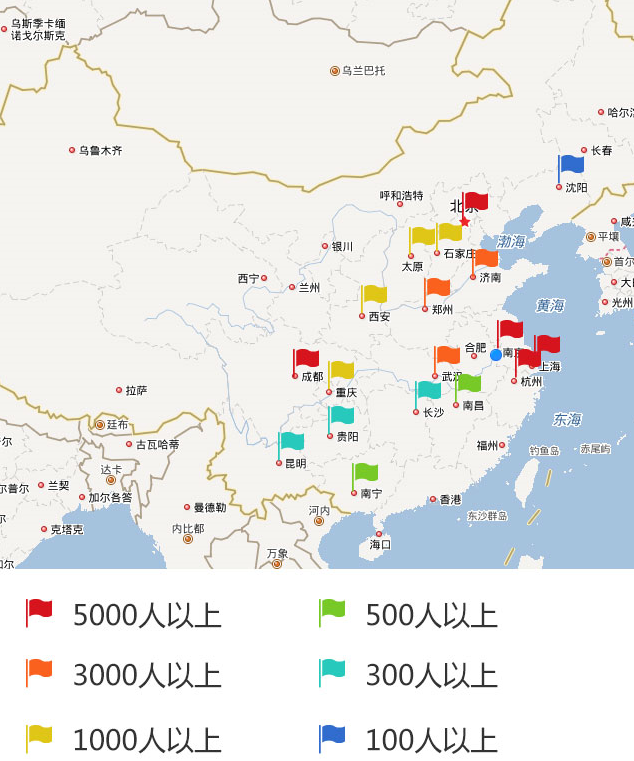 乌斯季卡缅
诺戈尔斯克
乌兰巴托
哈尔滨
乌鲁木齐
长春
沈阳
呼和浩特
北京
咸兴
平壤
银川
石家庄
渤海
首尔
太原
西宁
济南
兰州
大田
光州
西安
郑州
黄海
合肥
南京
上海
成都
武汉
杭州
拉萨
重庆
长沙
南昌
廷布
东海
贵阳
古瓦哈蒂
福州
钓鱼岛
赤尾屿
昆明
达卡
兰契
加尔各答
南宁
香港
曼德勒
河内
东沙群岛
克塔克
内比都
海口
万象
5000人以上
500人以上
3000人以上
300人以上
1000人以上
100人以上